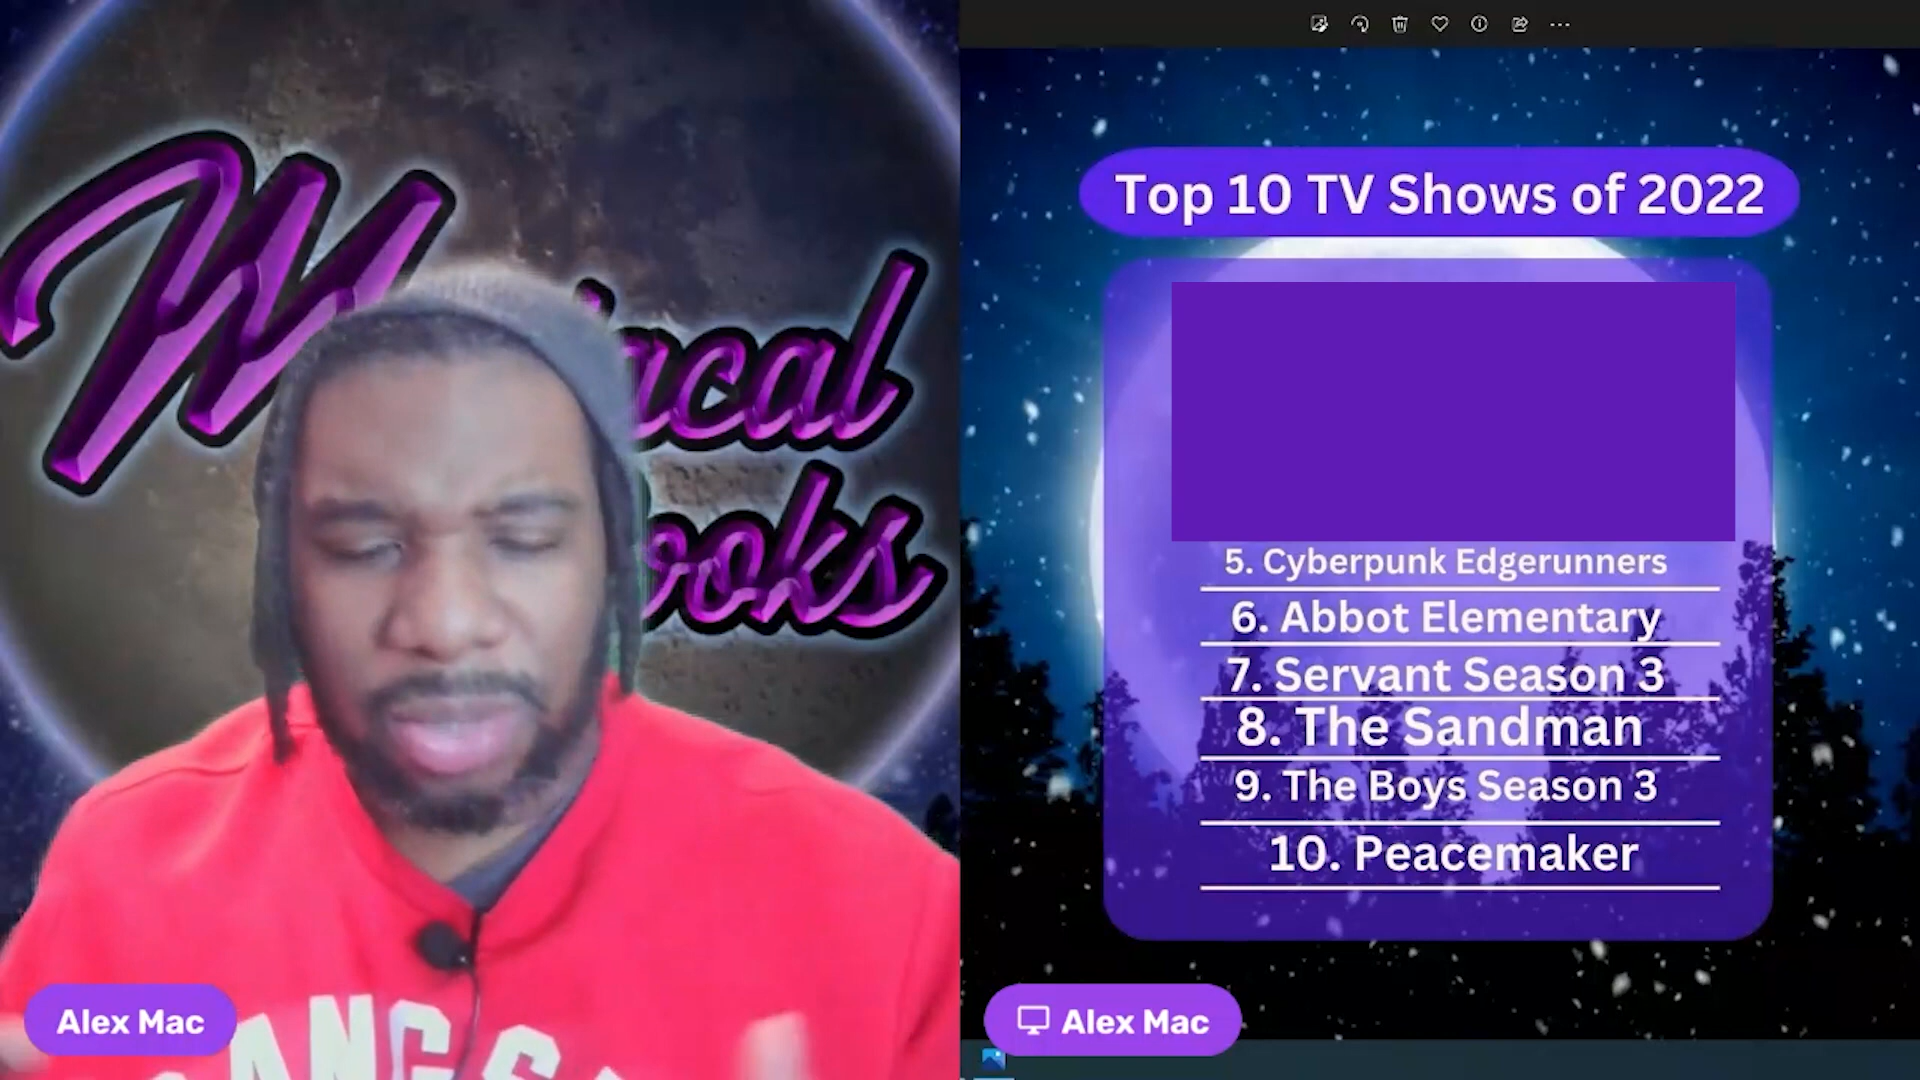 Top 10 TV Shows of 2022
5. Cyberpunk Edgerunners
6. Abbot Elementary
7. Servant Season 3
8. The Sandman
9. The Boys Season 3
10. Peacemaker
Alex Mac
Alex Mac